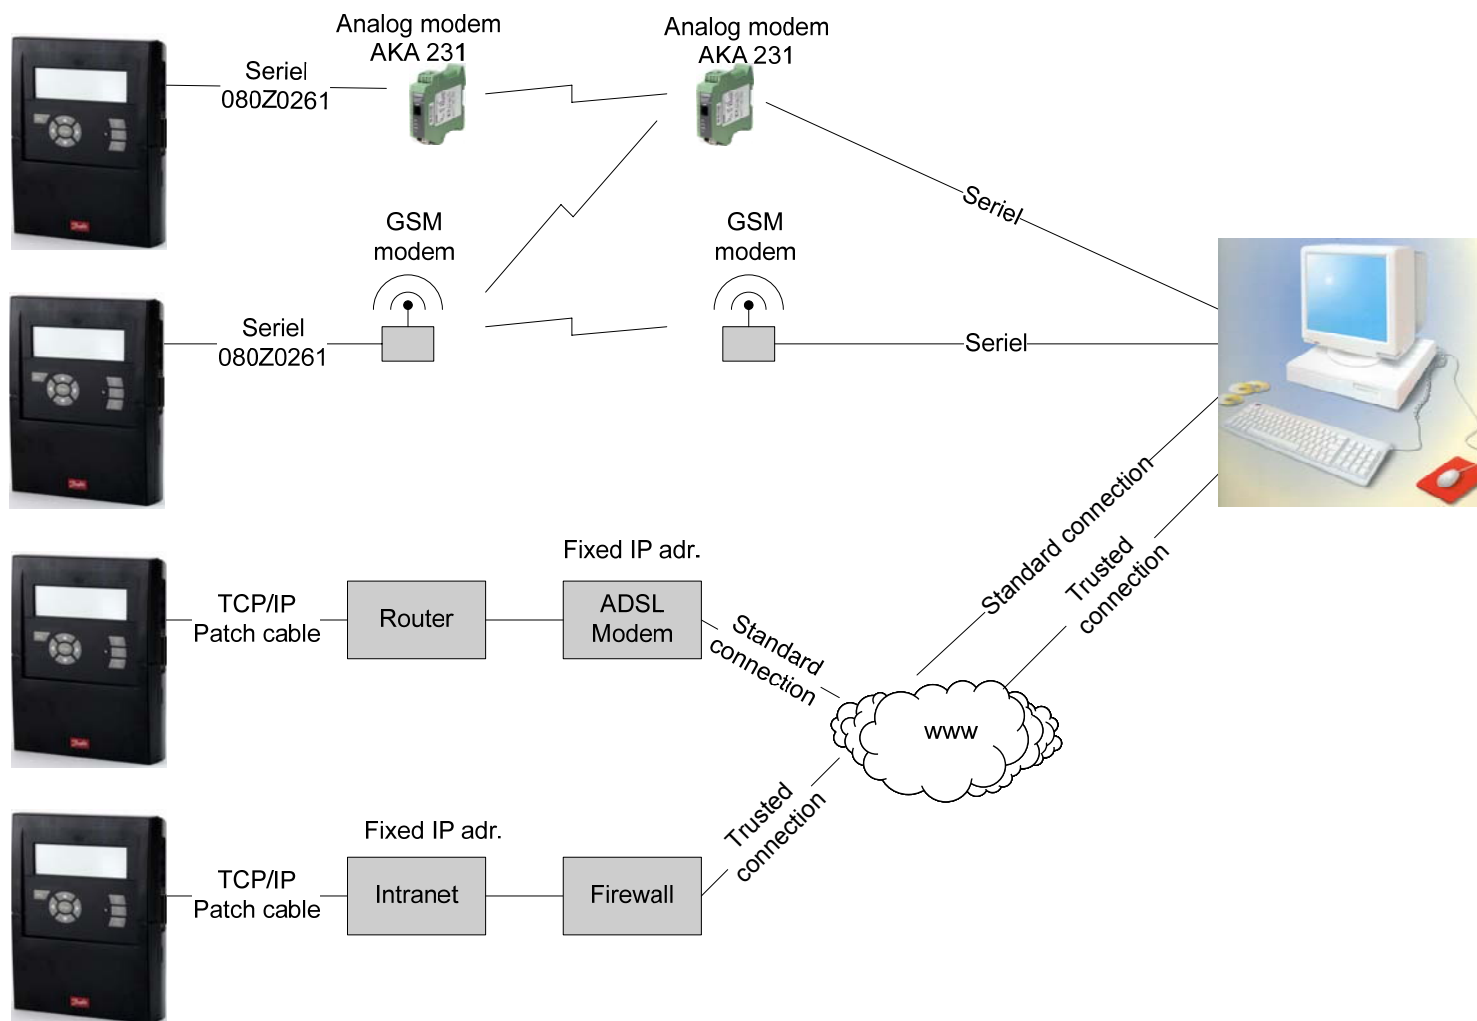 Analog modem
AKA 231
Analog modem
AKA 231
Seriel
080Z0261
Seriel
GSM
modem
GSM
modem
Seriel
080Z0261
Seriel
Standard connection
Trusted
connection
Fixed IP adr.
TCP/IP
Patch cable
Router
ADSL
Modem
Standard
connection
www
Trusted
connection
Fixed IP adr.
TCP/IP
Patch cable
Intranet
Firewall